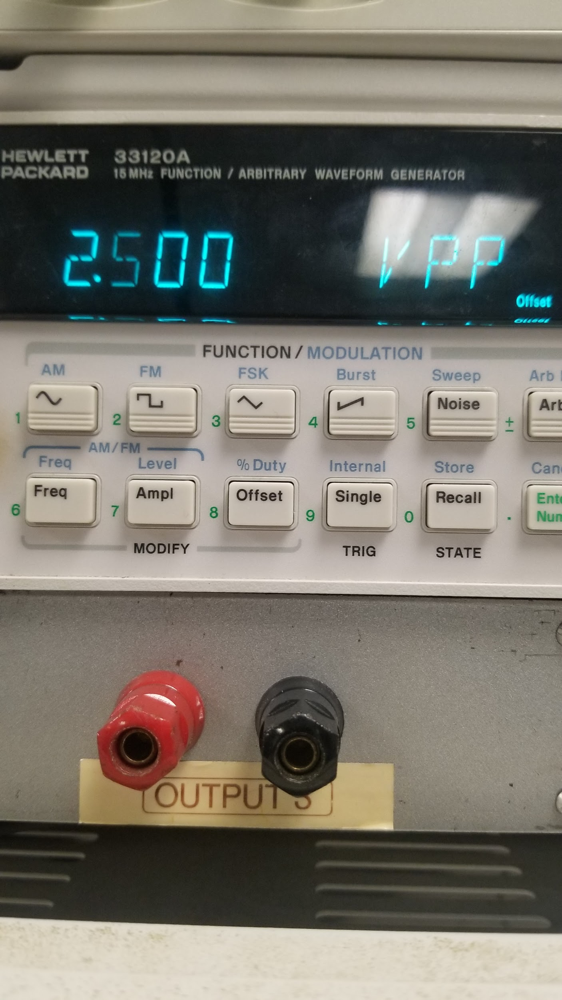 HEWLETT PACKARD
33120A
15 MHz FUNCTION / ARBITRARY WAVEFORM GENERATOR
2.500 VPP
Offset
FUNCTION / MODULATION
AM FM FSK Burst Sweep Arb
1 2 3 4 5 Noise ± Arb
AM/FM
Freq Level % Duty Internal Store Canc
6 Freq 7 Ampl 8 Offset 9 Single 0 Recall . Ente
Num
MODIFY TRIG STATE
OUTPUT 3